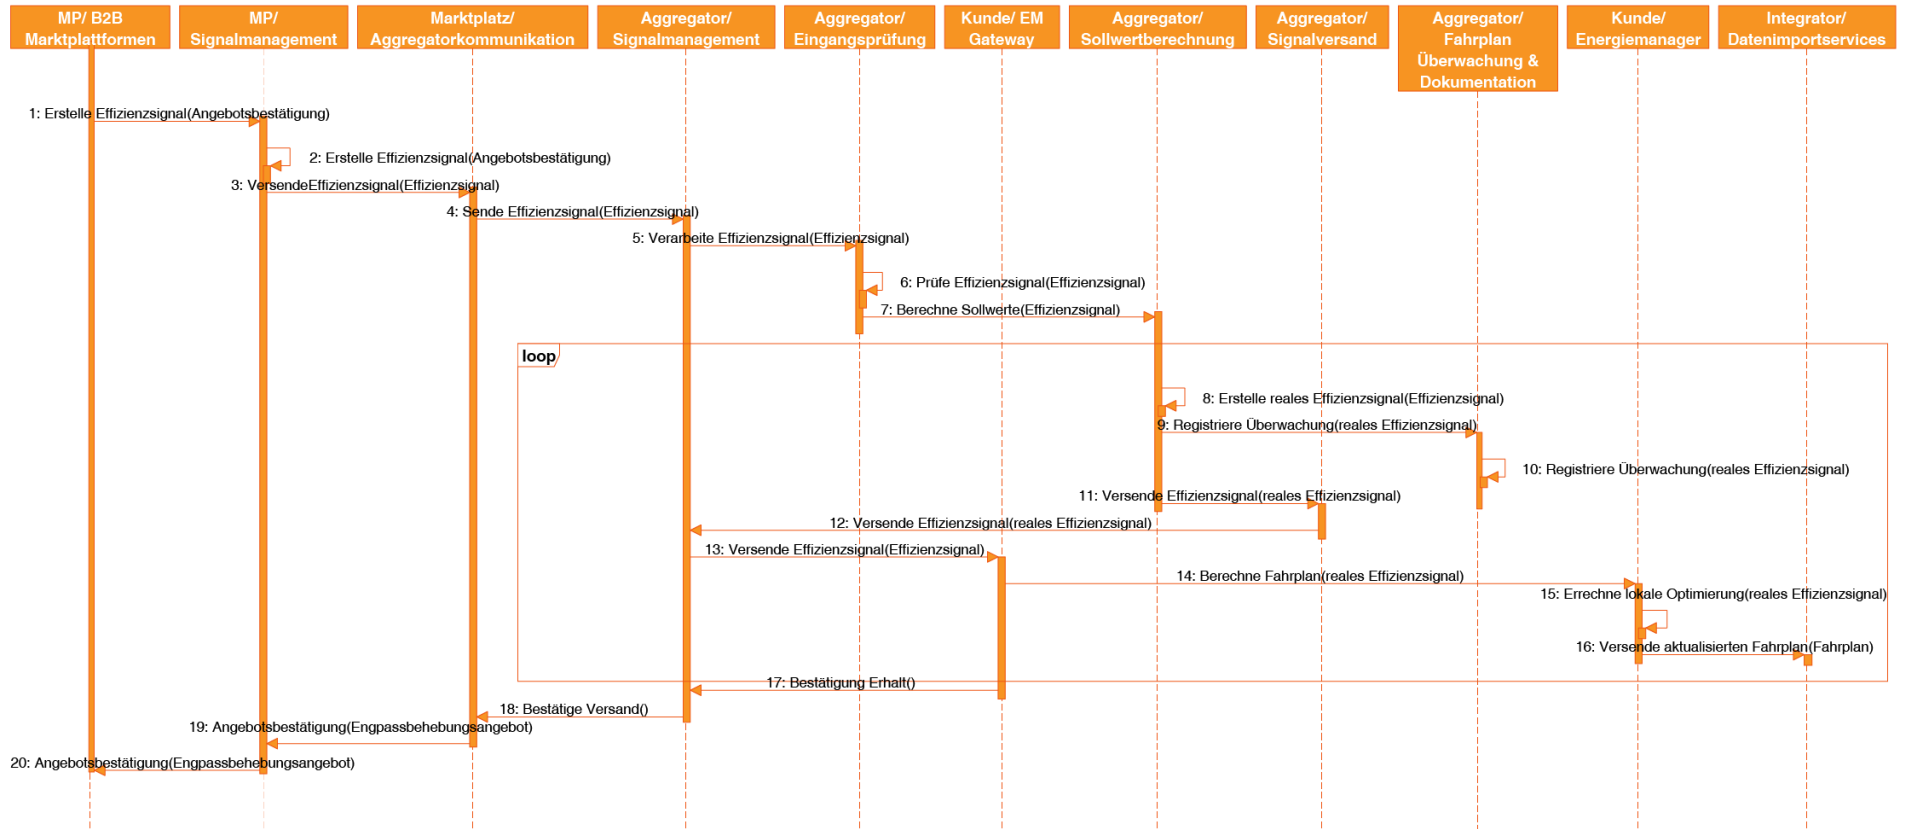 MP/ B2B
Marktplattformen
MP/
Signalmanagement
Marktplatz/
Aggregatorkommunikation
Aggregator/
Signalmanagement
Aggregator/
Eingangsprüfung
Kunde/ EM
Gateway
Aggregator/
Sollwertberechnung
Aggregator/
Signalversand
Aggregator/
Fahrplan
Überwachung &
Dokumentation
Kunde/
Energiemanager
Integrator/
Datenimportservices
1: Erstelle Effizienzsignal(Angebotsbestätigung)
2: Erstelle Effizienzsignal(Angebotsbestätigung)
3: VersendeEffizienzsignal(Effizienzsignal)
4: Sende Effizienzsignal(Effizienzsignal)
5: Verarbeite Effizienzsignal(Effizienzsignal)
6: Prüfe Effizienzsignal(Effizienzsignal)
7: Berechne Sollwerte(Effizienzsignal)
loop
8: Erstelle reales Effizienzsignal(Effizienzsignal)
9: Registriere Überwachung(reales Effizienzsignal)
10: Registriere Überwachung(reales Effizienzsignal)
11: Versende Effizienzsignal(reales Effizienzsignal)
12: Versende Effizienzsignal(reales Effizienzsignal)
13: Versende Effizienzsignal(Effizienzsignal)
14: Berechne Fahrplan(reales Effizienzsignal)
15: Errechne lokale Optimierung(reales Effizienzsignal)
16: Versende aktualisierten Fahrplan(Fahrplan)
17: Bestätigung Erhalt()
18: Bestätige Versand()
19: Angebotsbestätigung(Engpassbehebungsangebot)
20: Angebotsbestätigung(Engpassbehebungsangebot)